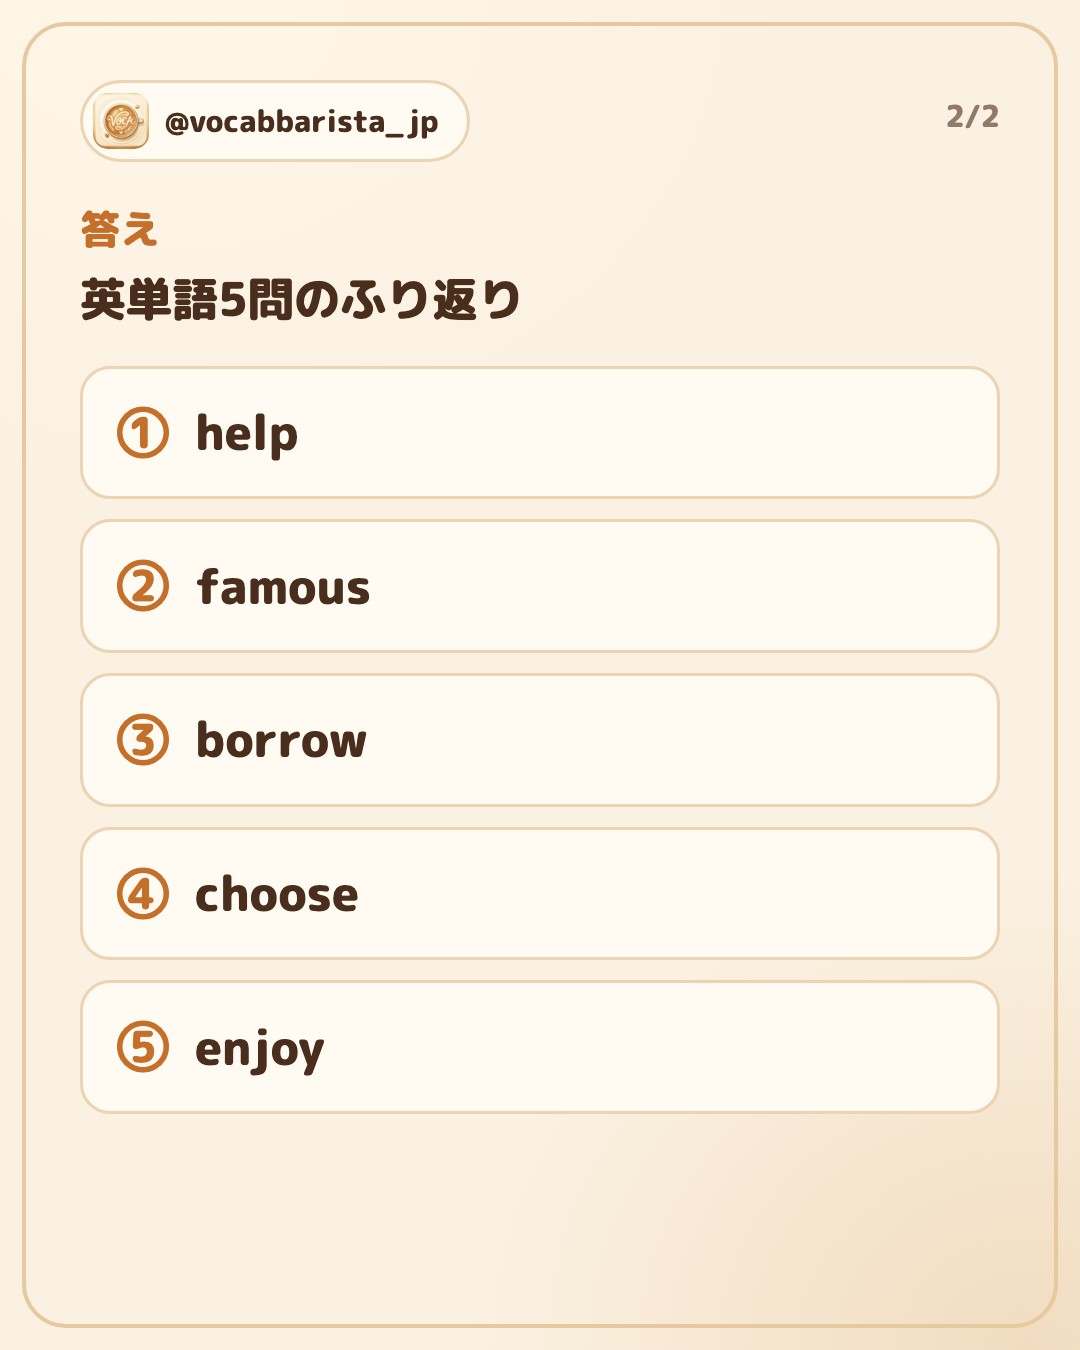 @vocabbarista_jp
2/2
答え
英単語5問のふり返り
① help
② famous
③ borrow
④ choose
⑤ enjoy